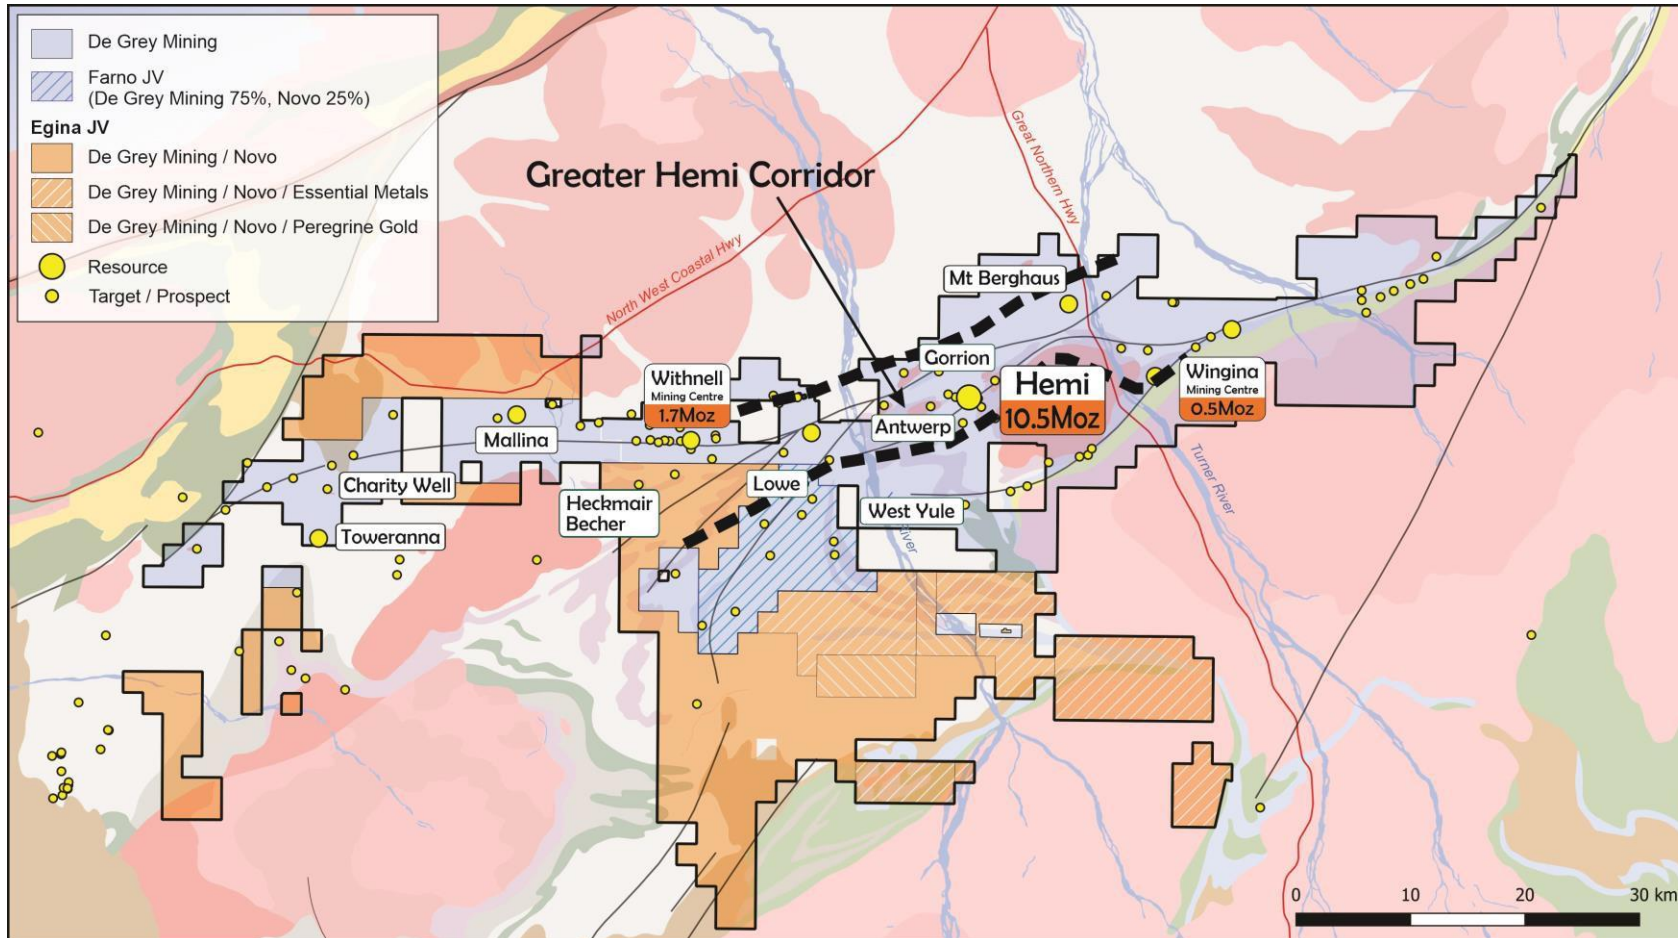 De Grey Mining
Farno JV
(De Grey Mining 75%, Novo 25%)
Egina JV
De Grey Mining / Novo
De Grey Mining / Novo / Essential Metals
De Grey Mining / Novo / Peregrine Gold
Resource
Target / Prospect
Greater Hemi Corridor
North West Coastal Hwy
Great Northern Hwy
Mt Berghaus
Gorrion
Withnell
Mining Centre
1.7Moz
Hemi
10.5Moz
Wingina
Mining Centre
0.5Moz
Mallina
Antwerp
Charity Well
Heckmair
Becher
Lowe
West Yule
River
Turner River
Toweranna
0 10 20 30 km